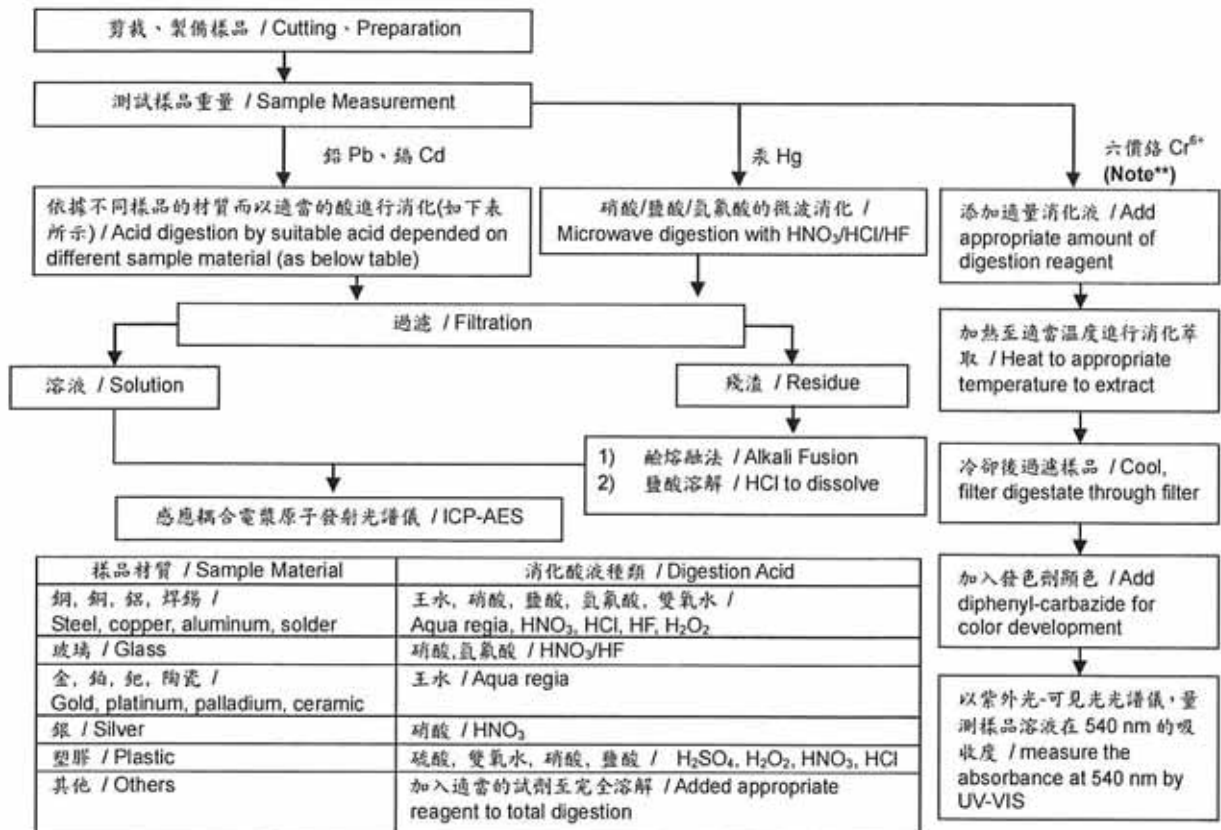 剪裁、製備樣品 / Cutting、Preparation
測試樣品重量 / Sample Measurement
鉛 Pb、鎘 Cd
汞 Hg
六價鉻 Cr⁶⁺
(Note**)
依據不同樣品的材質而以適當的酸進行消化(如下表
所示) / Acid digestion by suitable acid depended on
different sample material (as below table)
硝酸/鹽酸/氫氟酸的微波消化 /
Microwave digestion with HNO₃/HCl/HF
過濾 / Filtration
溶液 / Solution
殘渣 / Residue
1) 鹼熔融法 / Alkali Fusion
2) 鹽酸溶解 / HCl to dissolve
感應耦合電漿原子發射光譜儀 / ICP-AES
添加適量消化液 / Add
appropriate amount of
digestion reagent
加熱至適當溫度進行消化萃
取 / Heat to appropriate
temperature to extract
冷卻後過濾樣品 / Cool,
filter digestate through filter
加入發色劑顯色 / Add
diphenyl-carbazide for
color development
以紫外光-可見光光譜儀，量
測樣品溶液在 540 nm 的吸
收度 / measure the
absorbance at 540 nm by
UV-VIS
樣品材質 / Sample Material
消化酸液種類 / Digestion Acid
鋼, 銅, 鋁, 焊錫 /
Steel, copper, aluminum, solder
王水, 硝酸, 鹽酸, 氫氟酸, 雙氧水 /
Aqua regia, HNO₃, HCl, HF, H₂O₂
玻璃 / Glass
硝酸,氫氟酸 / HNO₃/HF
金, 鉑, 鈀, 陶瓷 /
Gold, platinum, palladium, ceramic
王水 / Aqua regia
銀 / Silver
硝酸 / HNO₃
塑膠 / Plastic
硫酸, 雙氧水, 硝酸, 鹽酸 / H₂SO₄, H₂O₂, HNO₃, HCl
其他 / Others
加入適當的試劑至完全溶解 / Added appropriate
reagent to total digestion